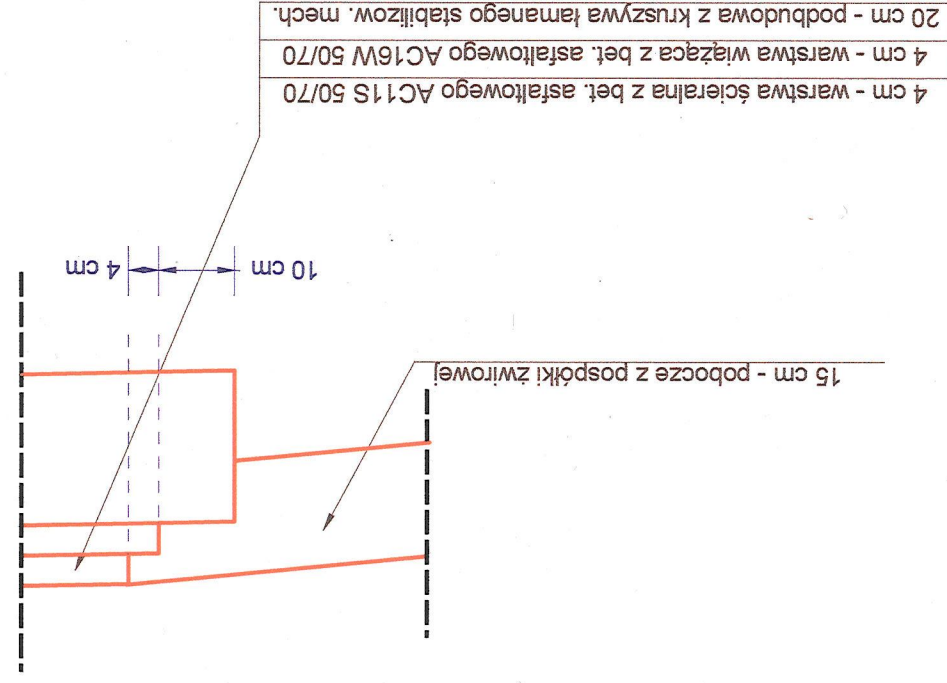 15 cm - pobocze z pospółki żwirowej
10 cm
4 cm
4 cm - warstwa ścieralna z bet. asfaltowego AC11S 50/70
4 cm - warstwa wiążąca z bet. asfaltowego AC16W 50/70
20 cm - podbudowa z kruszywa łamanego stabilizow. mech.